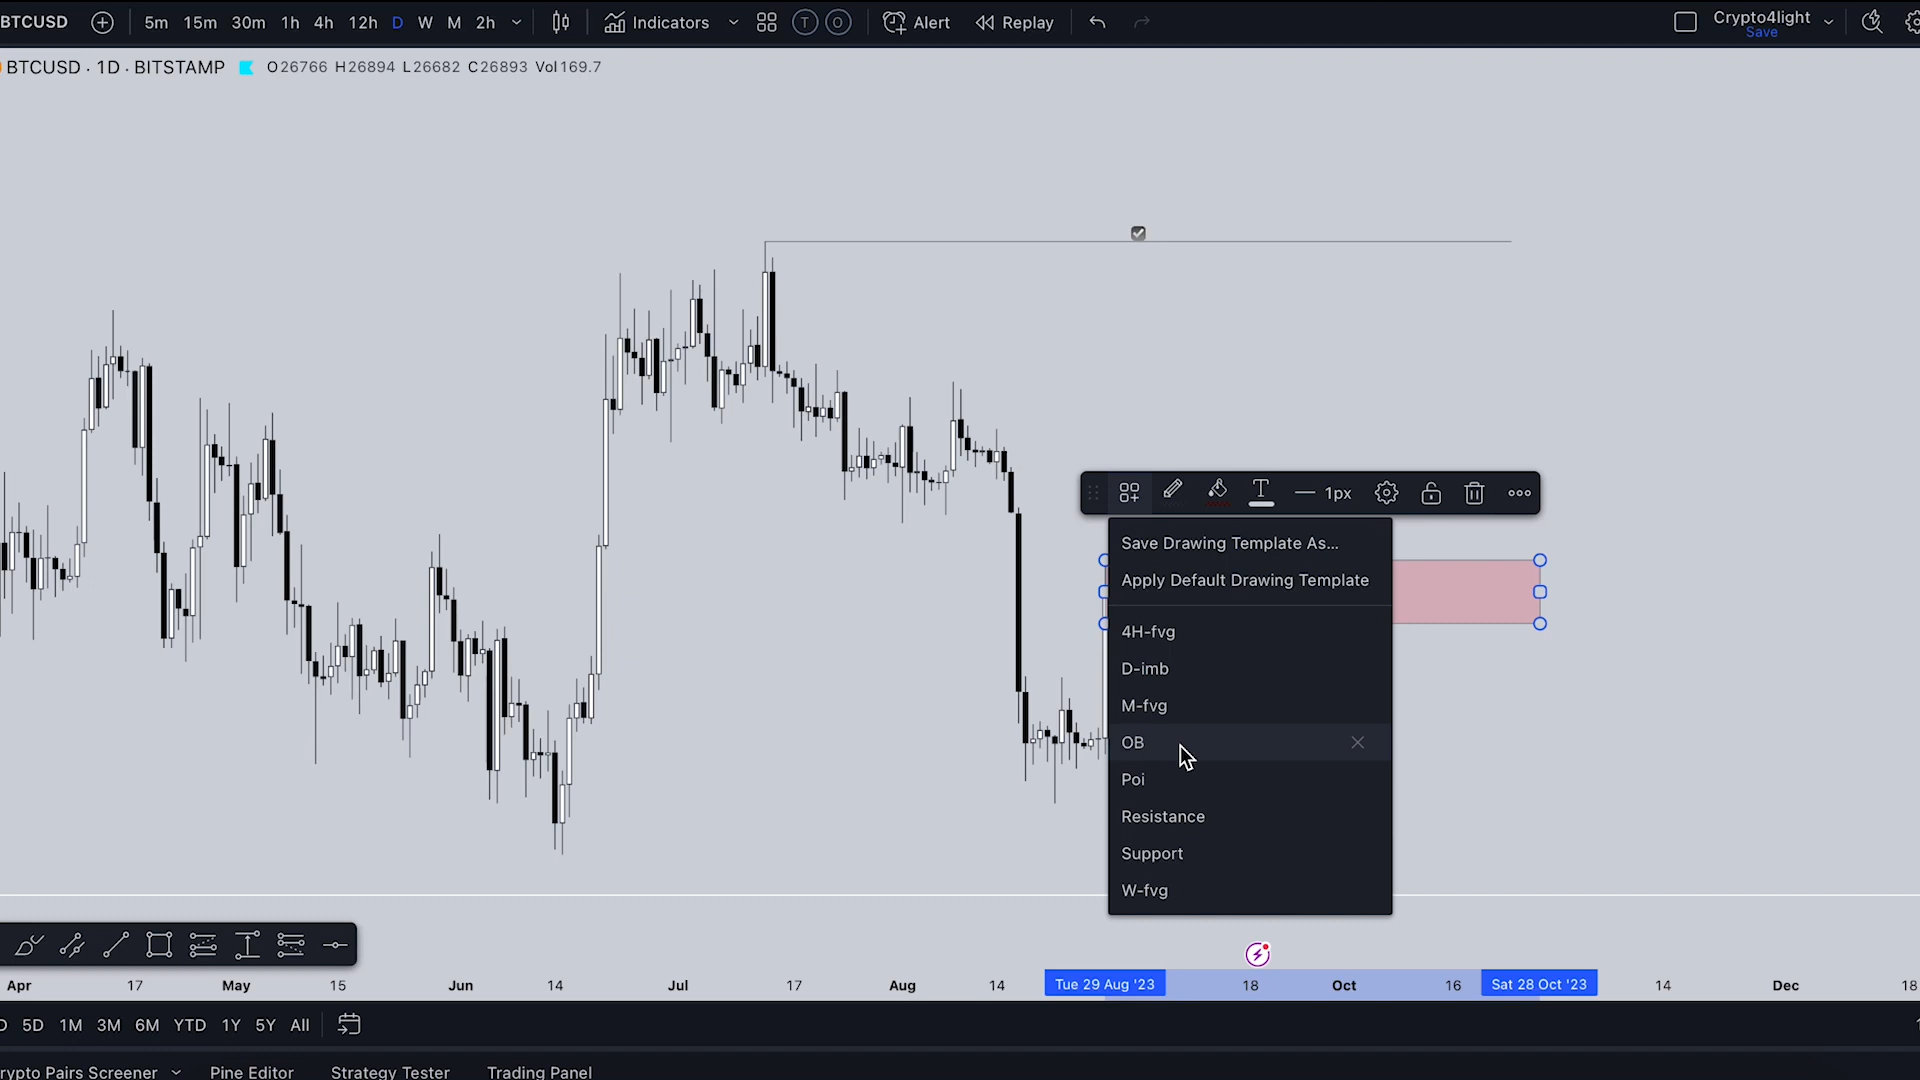 BTCUSD 5m 15m 30m 1h 4h 12h D W M 2h Indicators T O Alert Replay Crypto4light
Save
BTCUSD · 1D · BITSTAMP O26766 H26894 L26682 C26893 Vol169.7
T 1px
Save Drawing Template As...
Apply Default Drawing Template
4H-fvg
D-imb
M-fvg
OB
Poi
Resistance
Support
W-fvg
Apr 17 May 15 Jun 14 Jul 17 Aug 14 Tue 29 Aug '23 18 Oct 16 Sat 28 Oct '23 14 Dec 18
5D 1M 3M 6M YTD 1Y 5Y All
rypto Pairs Screener Pine Editor Strategy Tester Trading Panel